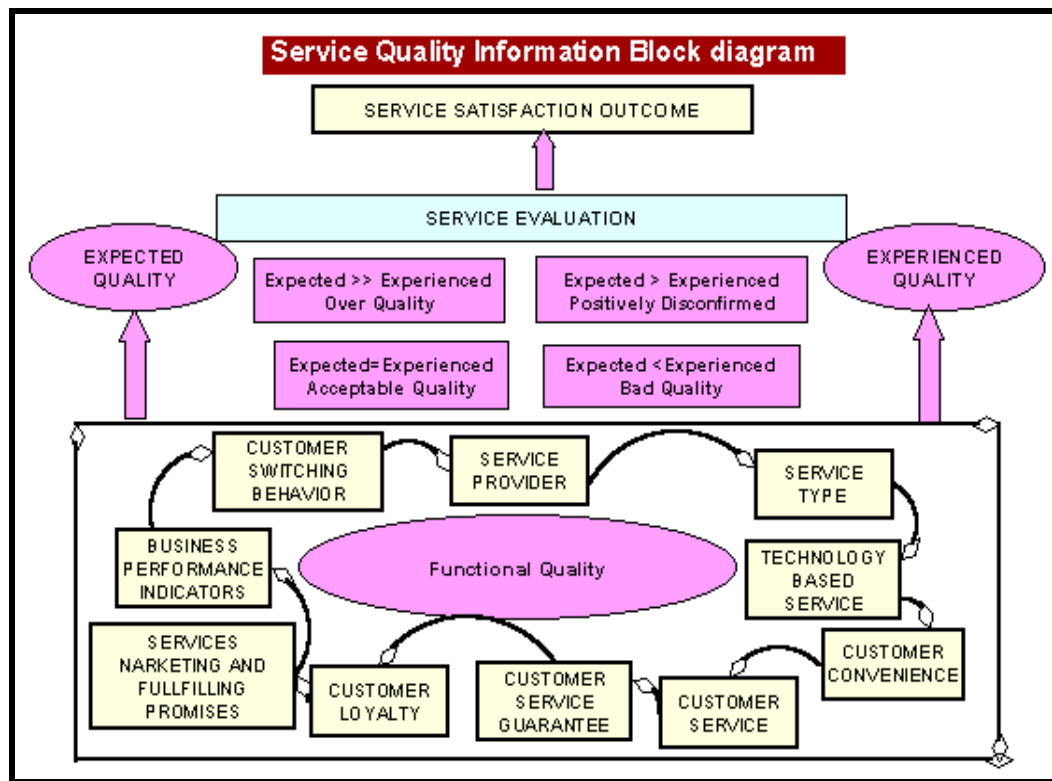 Service Quality Information Block diagram
SERVICE SATISFACTION OUTCOME
SERVICE EVALUATION
EXPECTED
QUALITY
EXPERIENCED
QUALITY
Expected >> Experienced
Over Quality
Expected > Experienced
Positively Disconfirmed
Expected=Experienced
Acceptable Quality
Expected <Experienced
Bad Quality
CUSTOMER
SWITCHING
BEHAVIOR
SERVICE
PROVIDER
SERVICE
TYPE
BUSINESS
PERFORMANCE
INDICATORS
Functional Quality
TECHNOLOGY
BASED
SERVICE
SERVICES
NARKETING AND
FULLFILLING
PROMISES
CUSTOMER
LOYALTY
CUSTOMER
SERVICE
GUARANTEE
CUSTOMER
SERVICE
CUSTOMER
CONVENIENCE